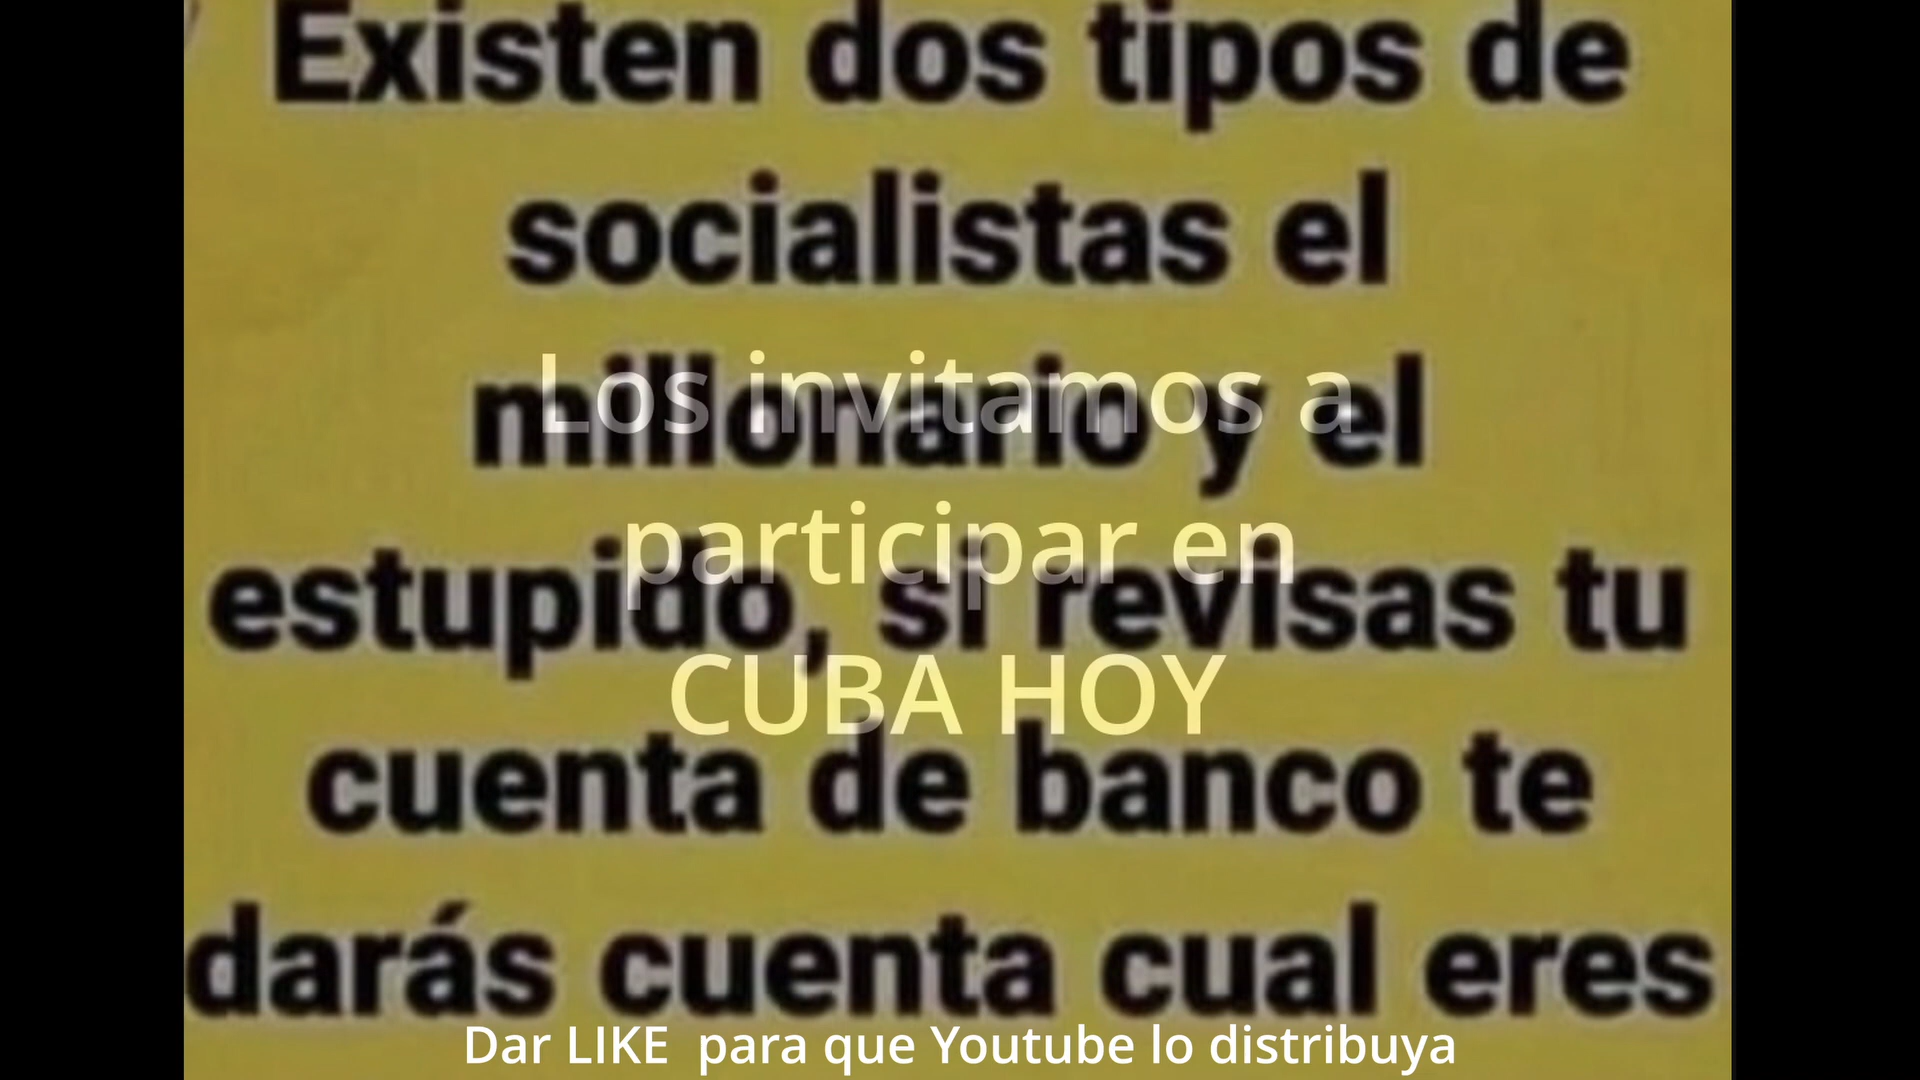 Existen dos tipos de
socialistas el
millonario y el
estupido, si revisas tu
cuenta de banco te
darás cuenta cual eres
Los invitamos a
participar en
CUBA HOY
Dar LIKE  para que Youtube lo distribuya